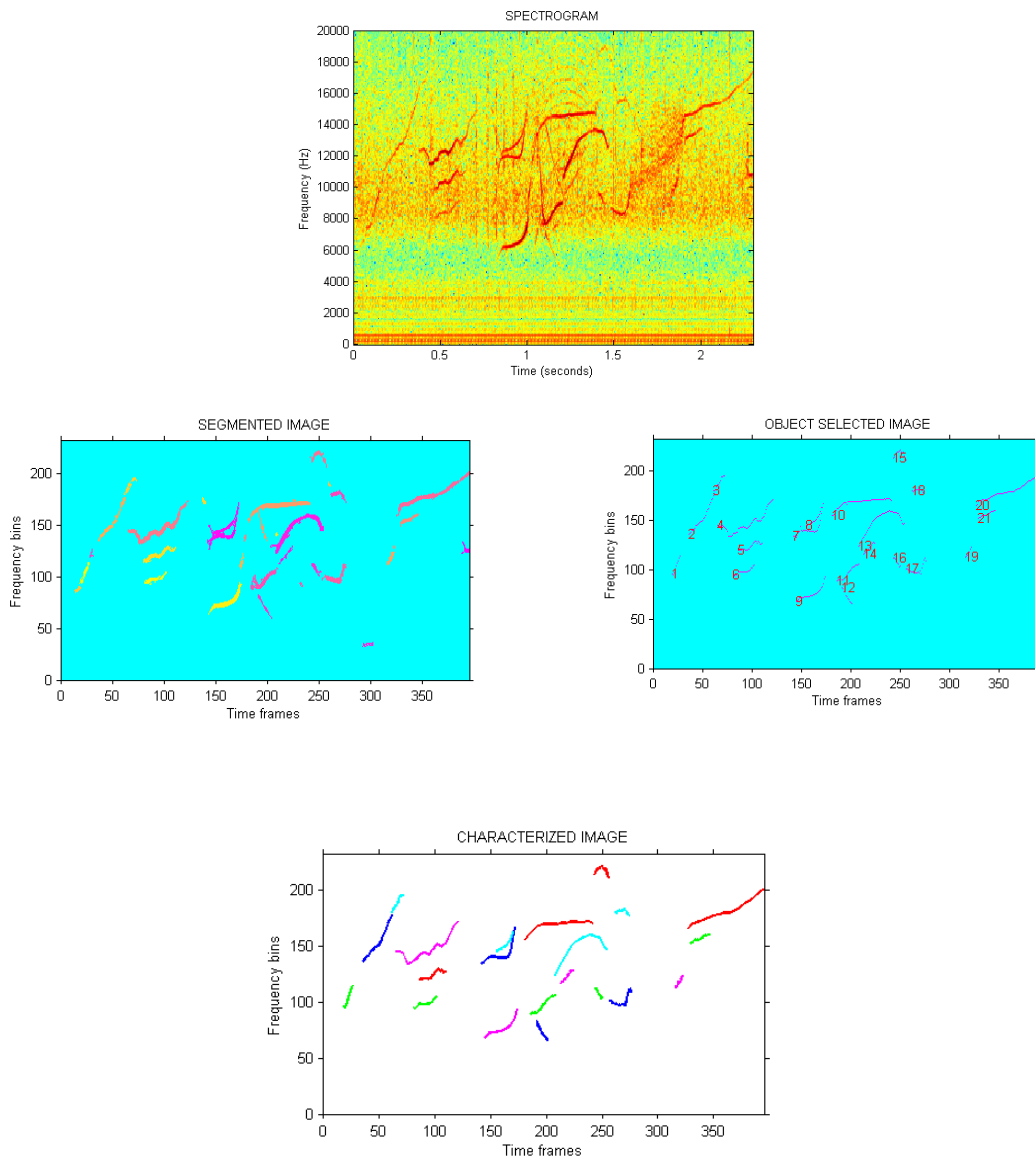 SPECTROGRAM
20000
18000
16000
14000
12000
10000
8000
6000
4000
2000
0
Frequency (Hz)
0 0.5 1 1.5 2
Time (seconds)
SEGMENTED IMAGE
200
150
100
50
0
Frequency bins
0 50 100 150 200 250 300 350
Time frames
OBJECT SELECTED IMAGE
200
150
100
50
0
Frequency bins
15
3 18
20
4 10 21
2 8
7
5 13
14 16 19
1 6 17
11
12
9
0 50 100 150 200 250 300 350
Time frames
CHARACTERIZED IMAGE
200
150
100
50
0
Frequency bins
0 50 100 150 200 250 300 350
Time frames